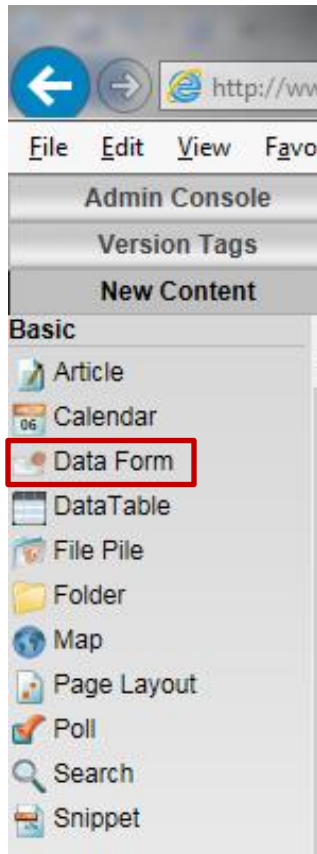 http://ww
File Edit View Favo
Admin Console
Version Tags
New Content
Basic
Article
06 Calendar
Data Form
DataTable
File Pile
Folder
Map
Page Layout
Poll
Search
Snippet